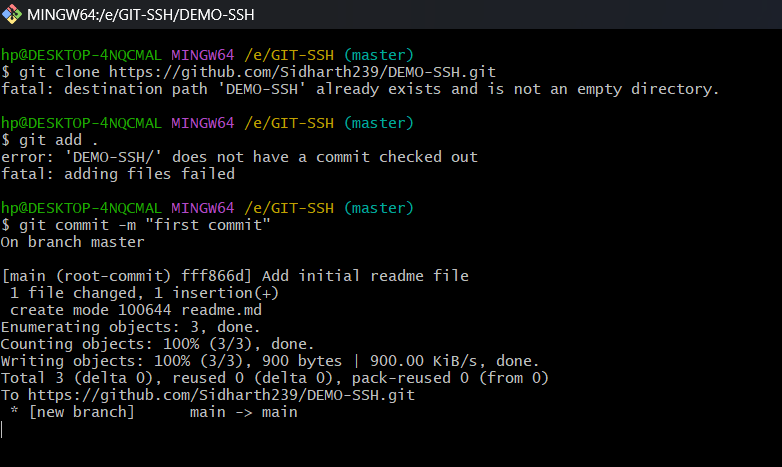 MINGW64:/e/GIT-SSH/DEMO-SSH
hp@DESKTOP-4NQCMAL MINGW64 /e/GIT-SSH (master)
$ git clone https://github.com/Sidharth239/DEMO-SSH.git
fatal: destination path 'DEMO-SSH' already exists and is not an empty directory.
hp@DESKTOP-4NQCMAL MINGW64 /e/GIT-SSH (master)
$ git add .
error: 'DEMO-SSH/' does not have a commit checked out
fatal: adding files failed
hp@DESKTOP-4NQCMAL MINGW64 /e/GIT-SSH (master)
$ git commit -m "first commit"
On branch master
[main (root-commit) fff866d] Add initial readme file
 1 file changed, 1 insertion(+)
 create mode 100644 readme.md
Enumerating objects: 3, done.
Counting objects: 100% (3/3), done.
Writing objects: 100% (3/3), 900 bytes | 900.00 KiB/s, done.
Total 3 (delta 0), reused 0 (delta 0), pack-reused 0 (from 0)
To https://github.com/Sidharth239/DEMO-SSH.git
 * [new branch]      main -> main